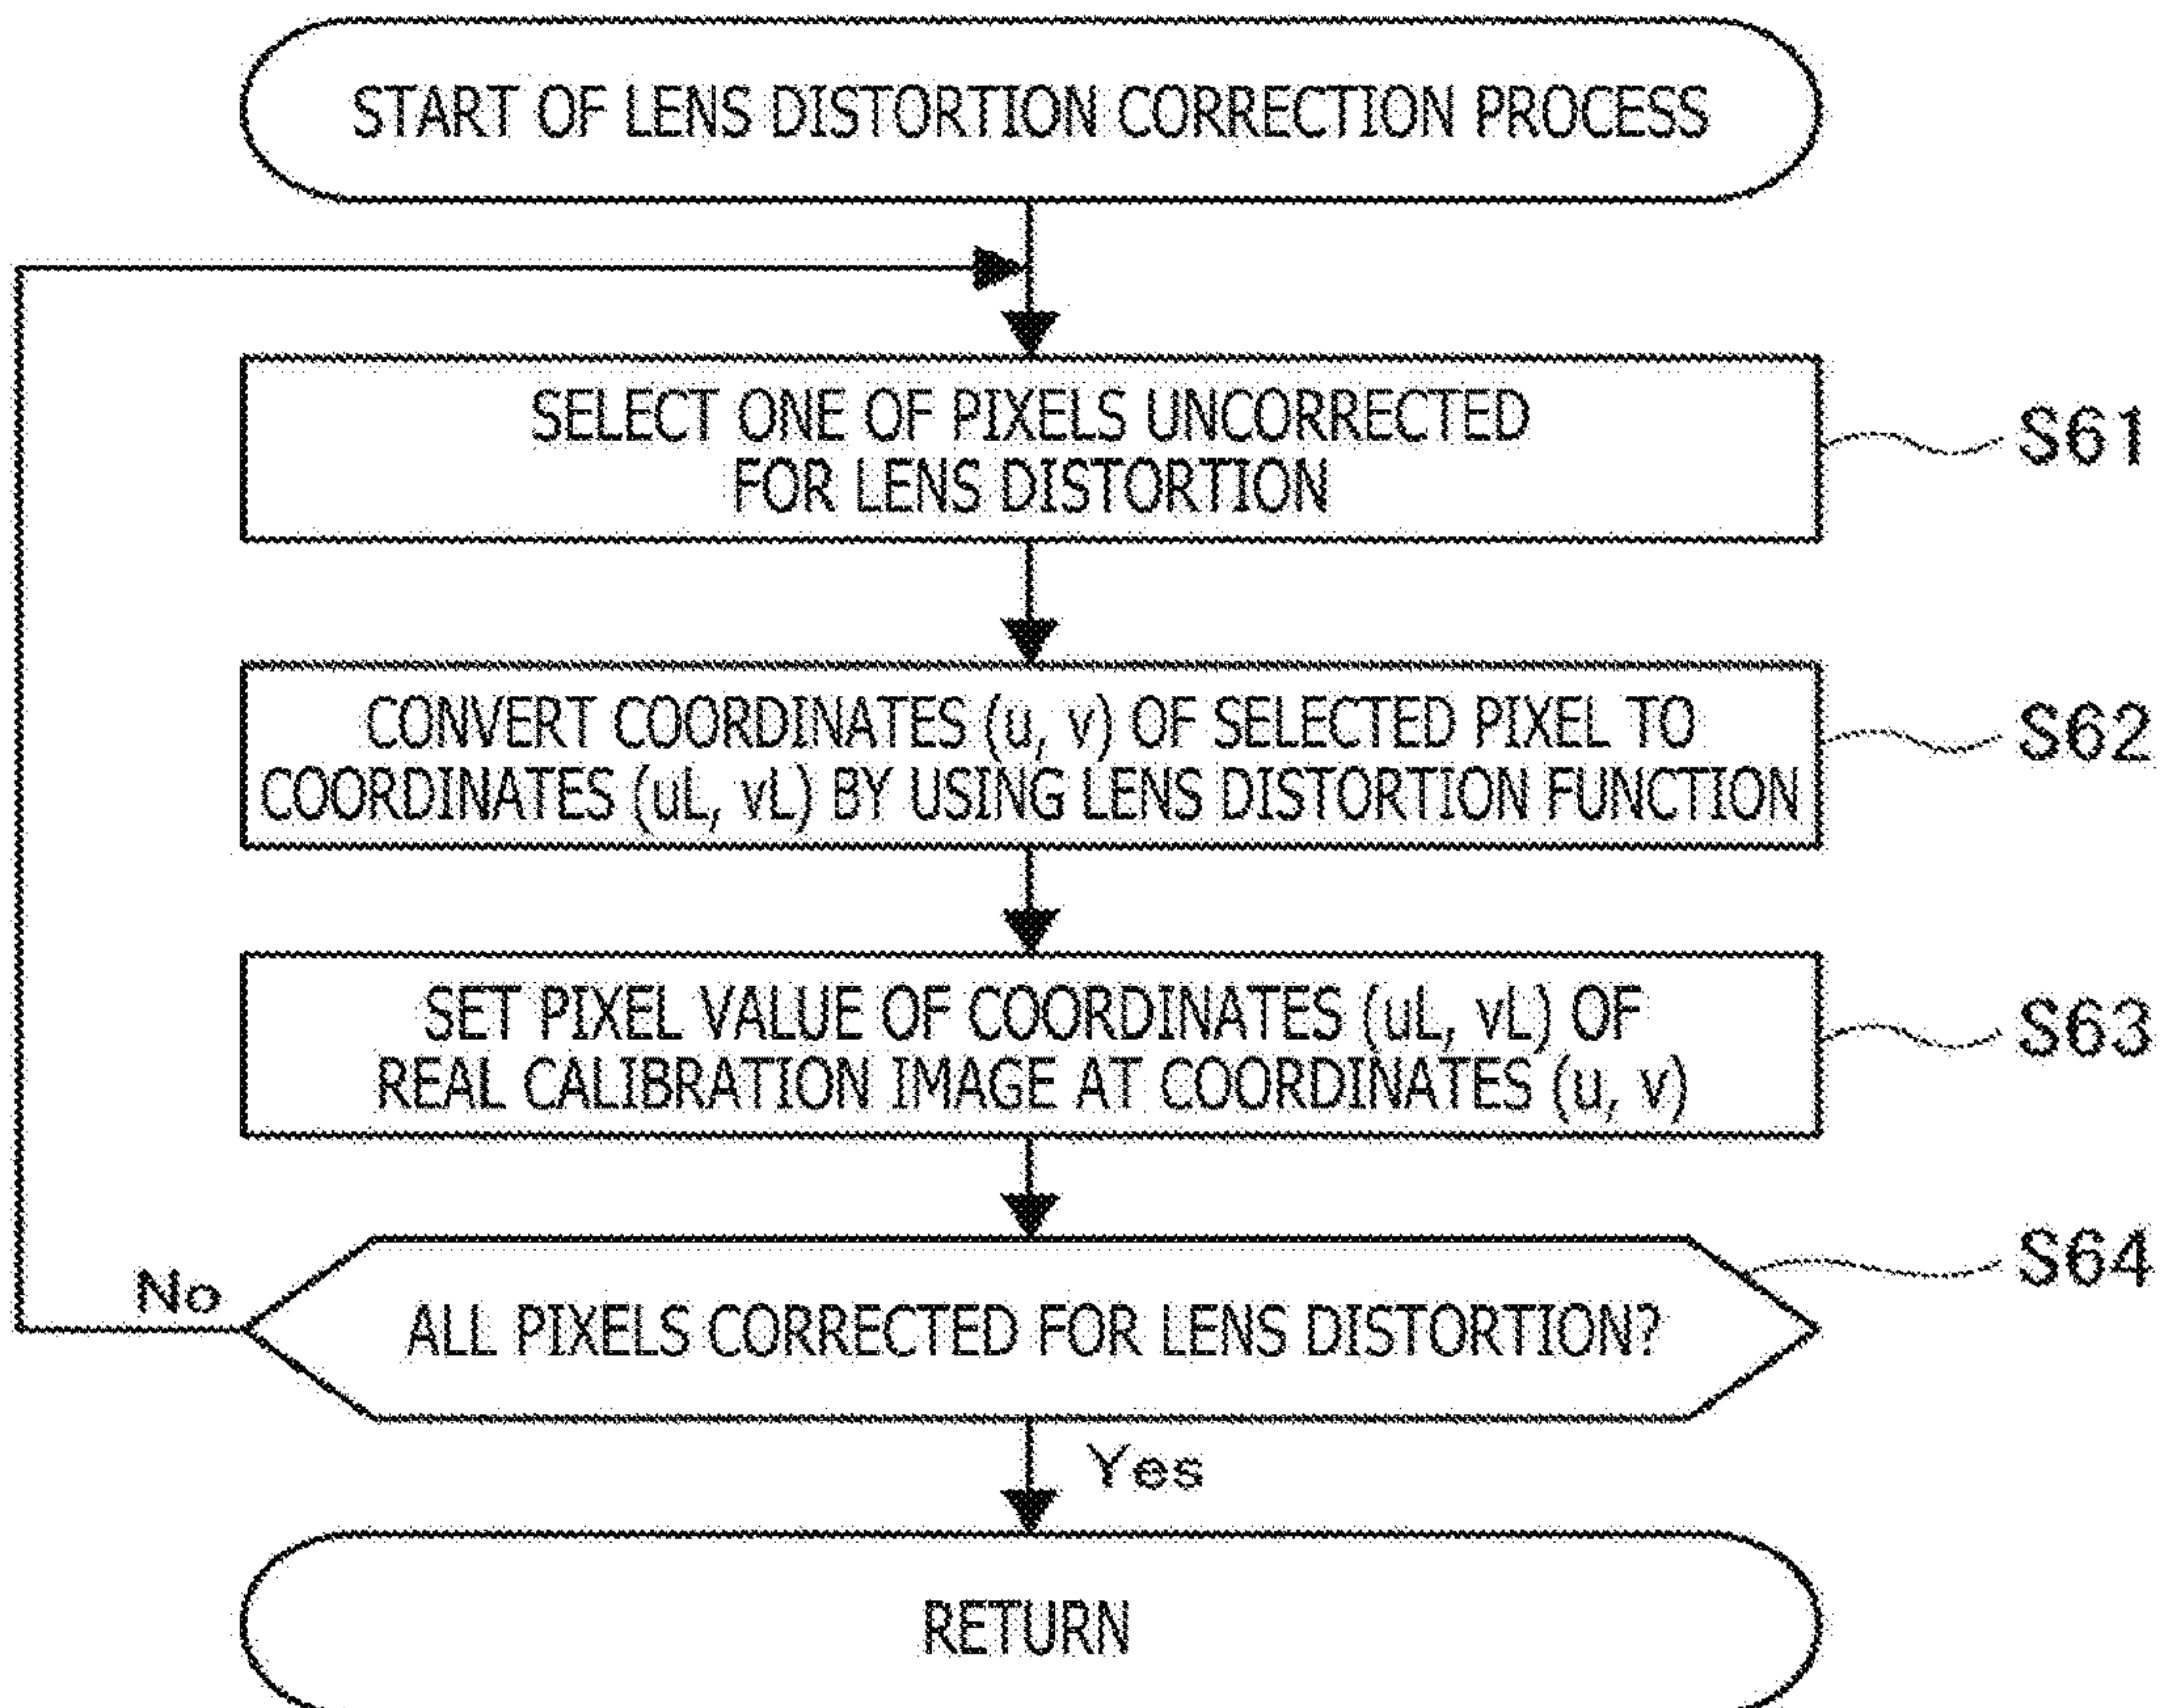 START OF LENS DISTORTION CORRECTION PROCESS
SELECT ONE OF PIXELS UNCORRECTED
FOR LENS DISTORTION
S61
CONVERT COORDINATES (u, v) OF SELECTED PIXEL TO
COORDINATES (uL, vL) BY USING LENS DISTORTION FUNCTION
S62
SET PIXEL VALUE OF COORDINATES (uL, vL) OF
REAL CALIBRATION IMAGE AT COORDINATES (u, v)
S63
ALL PIXELS CORRECTED FOR LENS DISTORTION?
S64
No
Yes
RETURN